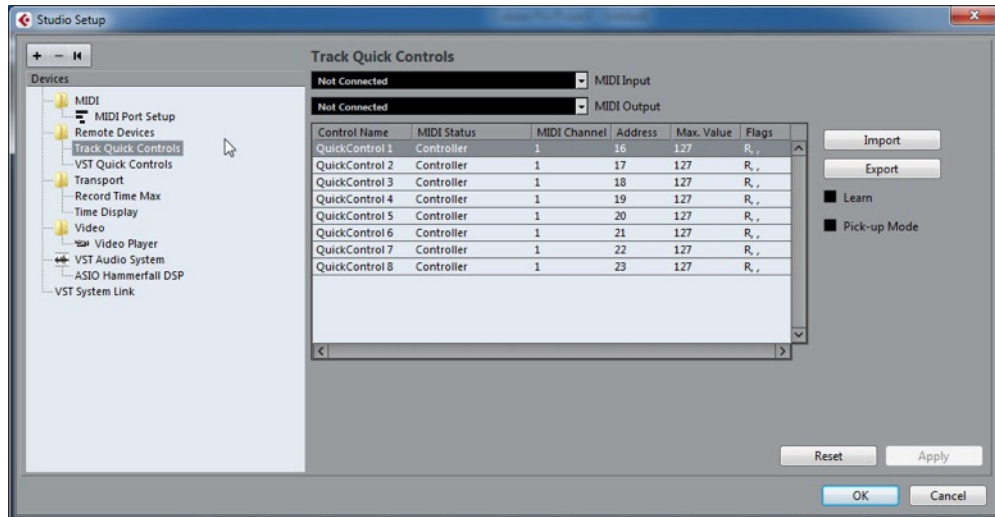 Studio Setup
Devices
MIDI
MIDI Port Setup
Remote Devices
Track Quick Controls
VST Quick Controls
Transport
Record Time Max
Time Display
Video
Video Player
VST Audio System
ASIO Hammerfall DSP
VST System Link
Track Quick Controls
Not Connected MIDI Input
Not Connected MIDI Output
Control Name MIDI Status MIDI Channel Address Max. Value Flags
QuickControl 1 Controller 1 16 127 R, ,
QuickControl 2 Controller 1 17 127 R, ,
QuickControl 3 Controller 1 18 127 R, ,
QuickControl 4 Controller 1 19 127 R, ,
QuickControl 5 Controller 1 20 127 R, ,
QuickControl 6 Controller 1 21 127 R, ,
QuickControl 7 Controller 1 22 127 R, ,
QuickControl 8 Controller 1 23 127 R, ,
Import
Export
Learn
Pick-up Mode
Reset Apply
OK Cancel